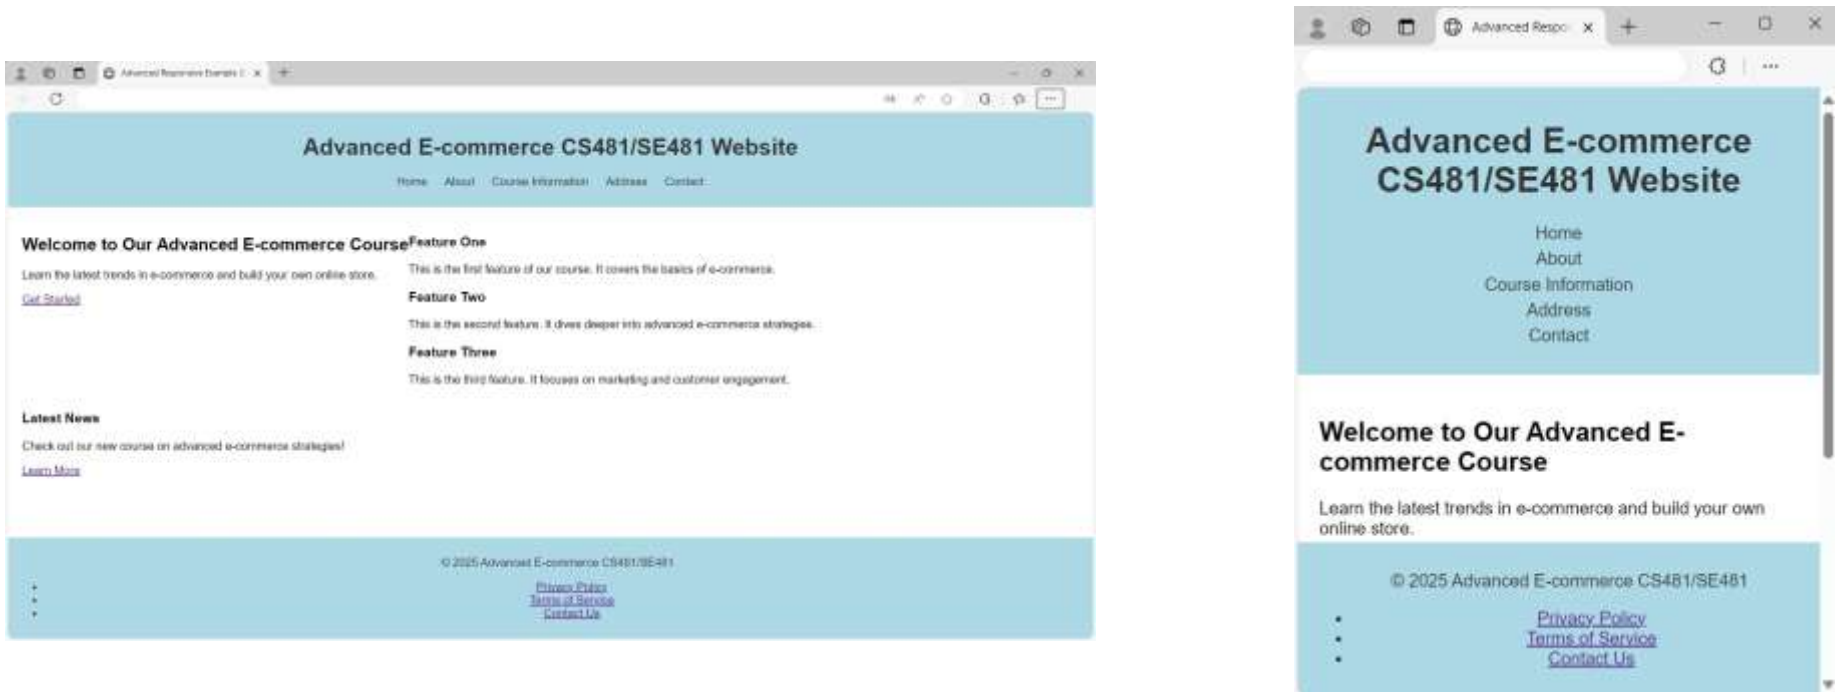 Advanced Responsive Example
Advanced E-commerce CS481/SE481 Website
Home About Course Information Address Contact
Welcome to Our Advanced E-commerce Course
Learn the latest trends in e-commerce and build your own online store.
Get Started
Feature One
This is the first feature of our course. It covers the basics of e-commerce.
Feature Two
This is the second feature. It dives deeper into advanced e-commerce strategies.
Feature Three
This is the third feature. It focuses on marketing and customer engagement.
Latest News
Check out our new course on advanced e-commerce strategies!
Learn More
© 2025 Advanced E-commerce CS481/SE481
Privacy Policy
Terms of Service
Contact Us
Advanced Respo
Advanced E-commerce
CS481/SE481 Website
Home
About
Course Information
Address
Contact
Welcome to Our Advanced E-
commerce Course
Learn the latest trends in e-commerce and build your own
online store.
© 2025 Advanced E-commerce CS481/SE481
Privacy Policy
Terms of Service
Contact Us